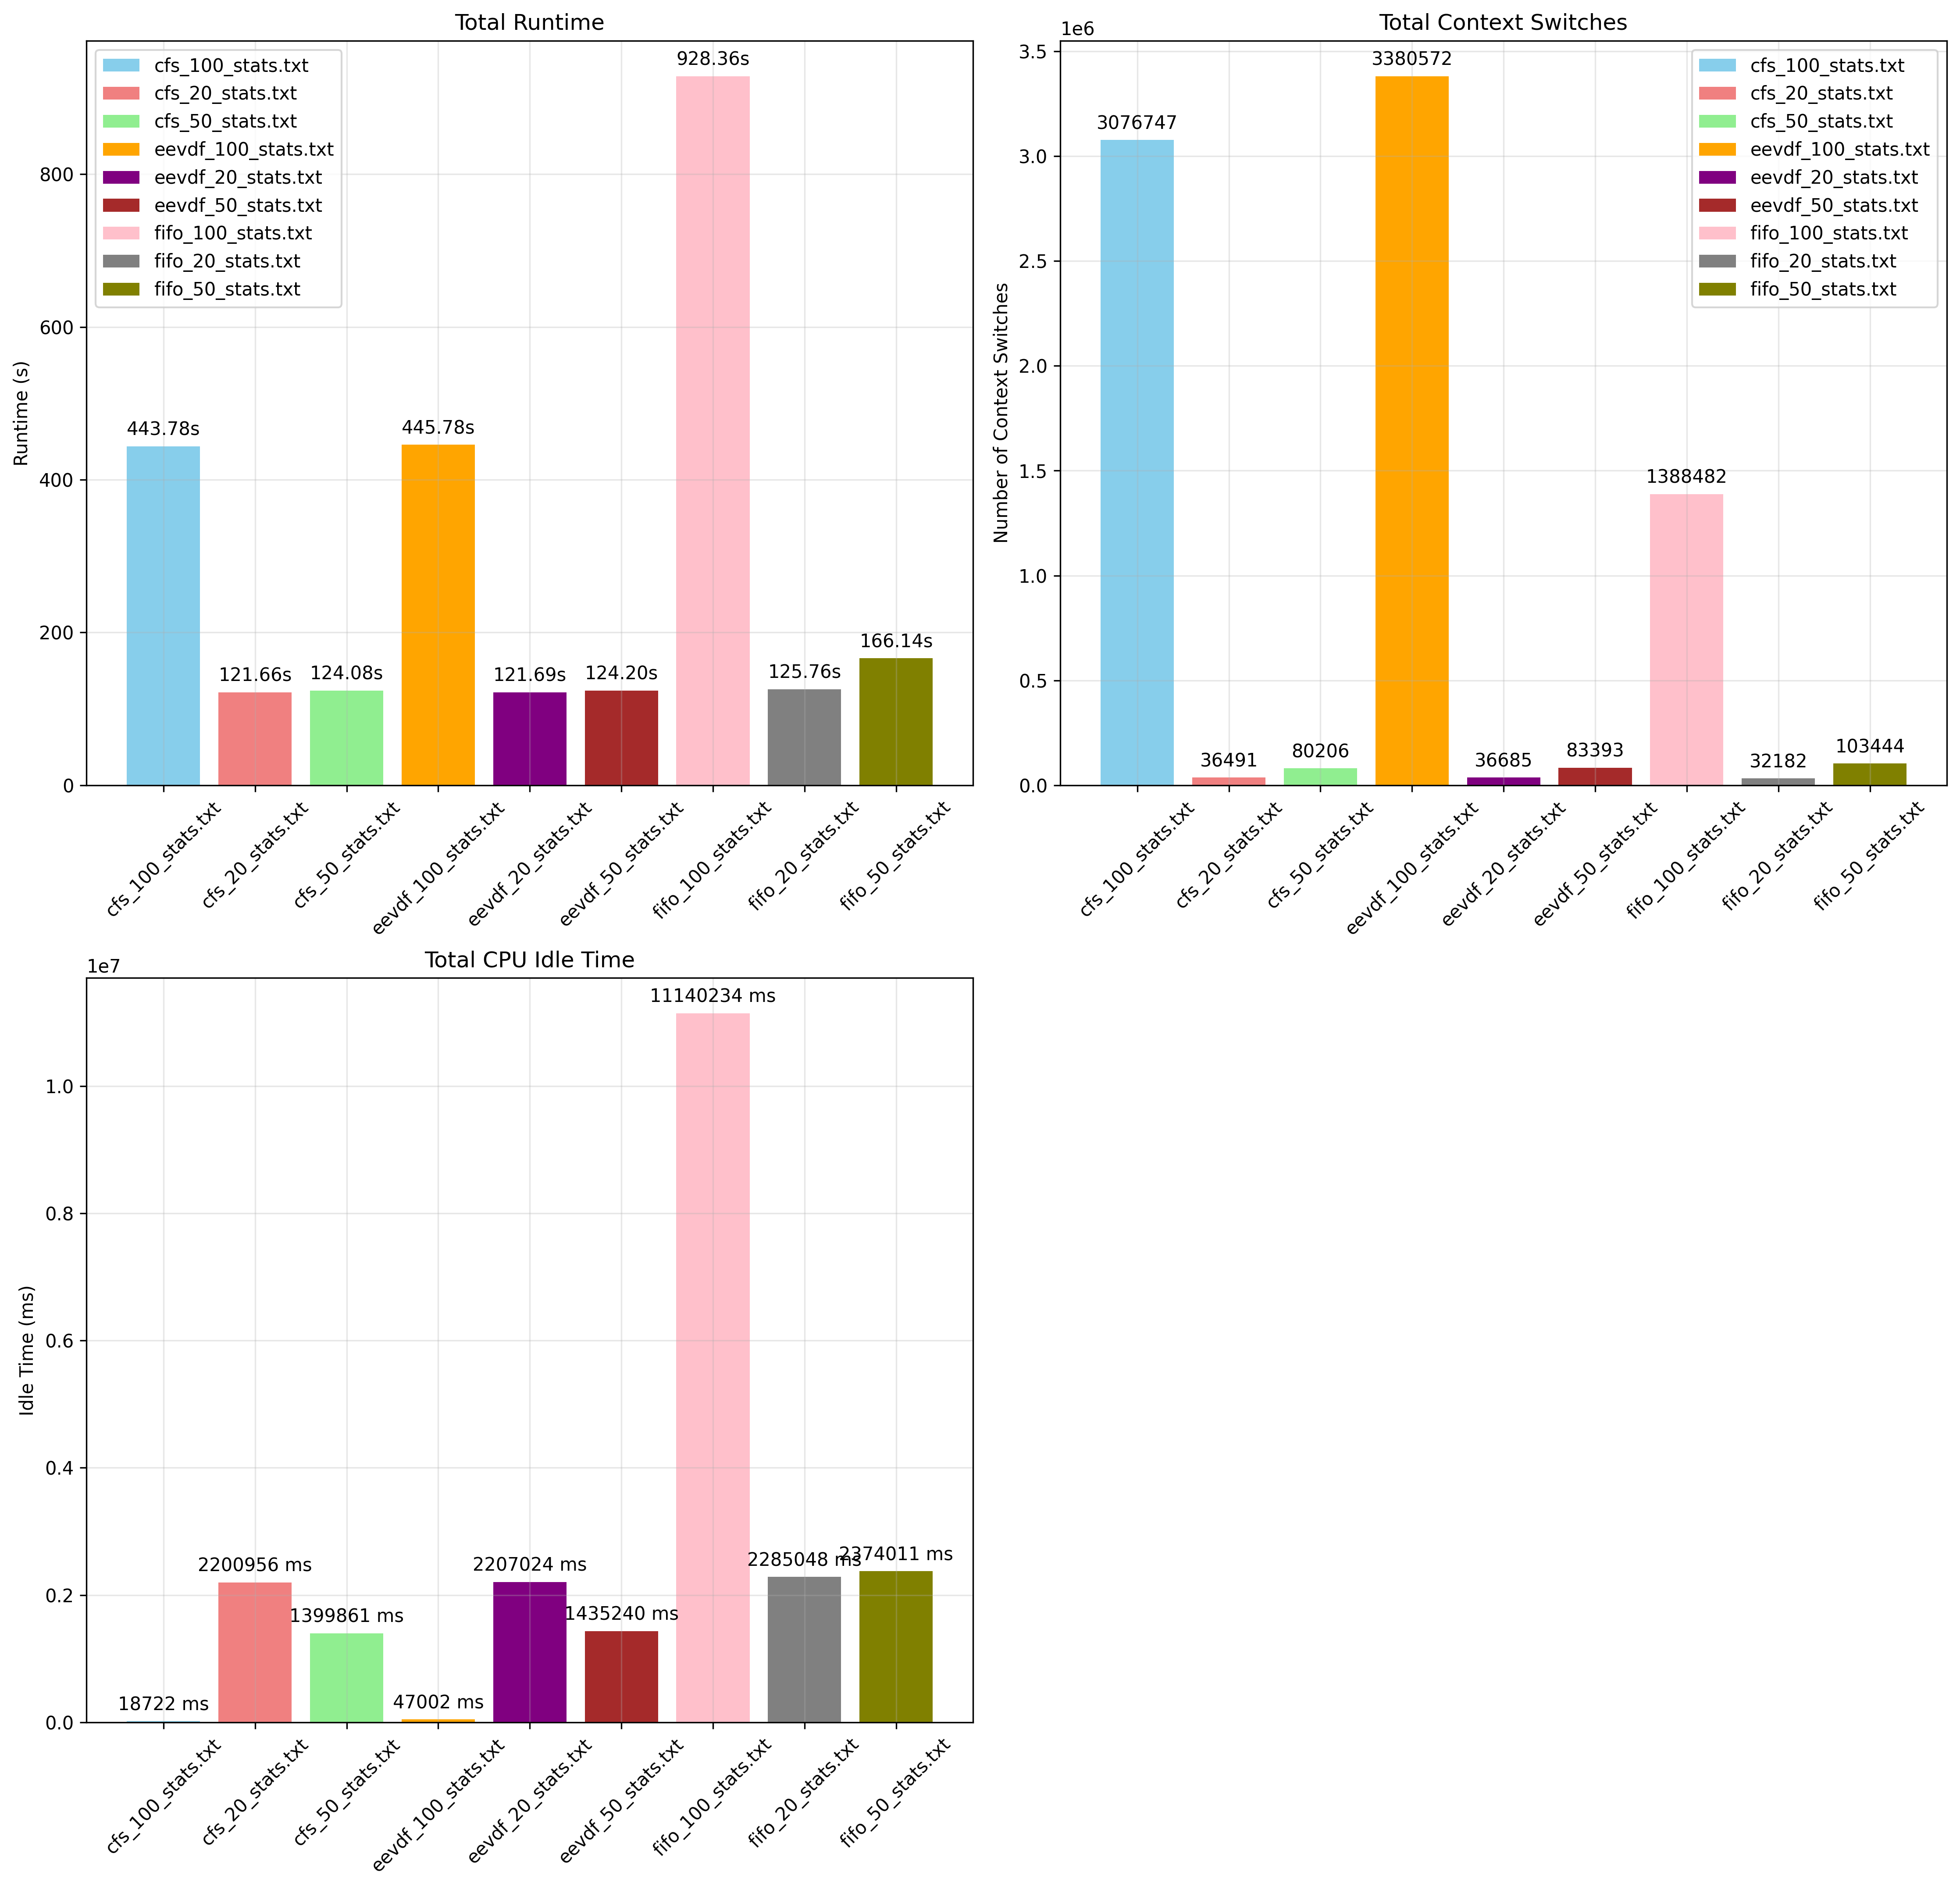 Total Runtime
Runtime (s)
800
600
400
200
0
cfs_100_stats.txt
cfs_20_stats.txt
cfs_50_stats.txt
eevdf_100_stats.txt
eevdf_20_stats.txt
eevdf_50_stats.txt
fifo_100_stats.txt
fifo_20_stats.txt
fifo_50_stats.txt
443.78s
121.66s
124.08s
445.78s
121.69s
124.20s
928.36s
125.76s
166.14s
cfs_100_stats.txt
cfs_20_stats.txt
cfs_50_stats.txt
eevdf_100_stats.txt
eevdf_20_stats.txt
eevdf_50_stats.txt
fifo_100_stats.txt
fifo_20_stats.txt
fifo_50_stats.txt
Total Context Switches
1e6
Number of Context Switches
3.5
3.0
2.5
2.0
1.5
1.0
0.5
0.0
3076747
36491
80206
3380572
36685
83393
1388482
32182
103444
cfs_100_stats.txt
cfs_20_stats.txt
cfs_50_stats.txt
eevdf_100_stats.txt
eevdf_20_stats.txt
eevdf_50_stats.txt
fifo_100_stats.txt
fifo_20_stats.txt
fifo_50_stats.txt
cfs_100_stats.txt
cfs_20_stats.txt
cfs_50_stats.txt
eevdf_100_stats.txt
eevdf_20_stats.txt
eevdf_50_stats.txt
fifo_100_stats.txt
fifo_20_stats.txt
fifo_50_stats.txt
Total CPU Idle Time
1e7
Idle Time (ms)
1.0
0.8
0.6
0.4
0.2
0.0
18722 ms
2200956 ms
1399861 ms
47002 ms
2207024 ms
1435240 ms
11140234 ms
2285048 ms
2374011 ms
cfs_100_stats.txt
cfs_20_stats.txt
cfs_50_stats.txt
eevdf_100_stats.txt
eevdf_20_stats.txt
eevdf_50_stats.txt
fifo_100_stats.txt
fifo_20_stats.txt
fifo_50_stats.txt